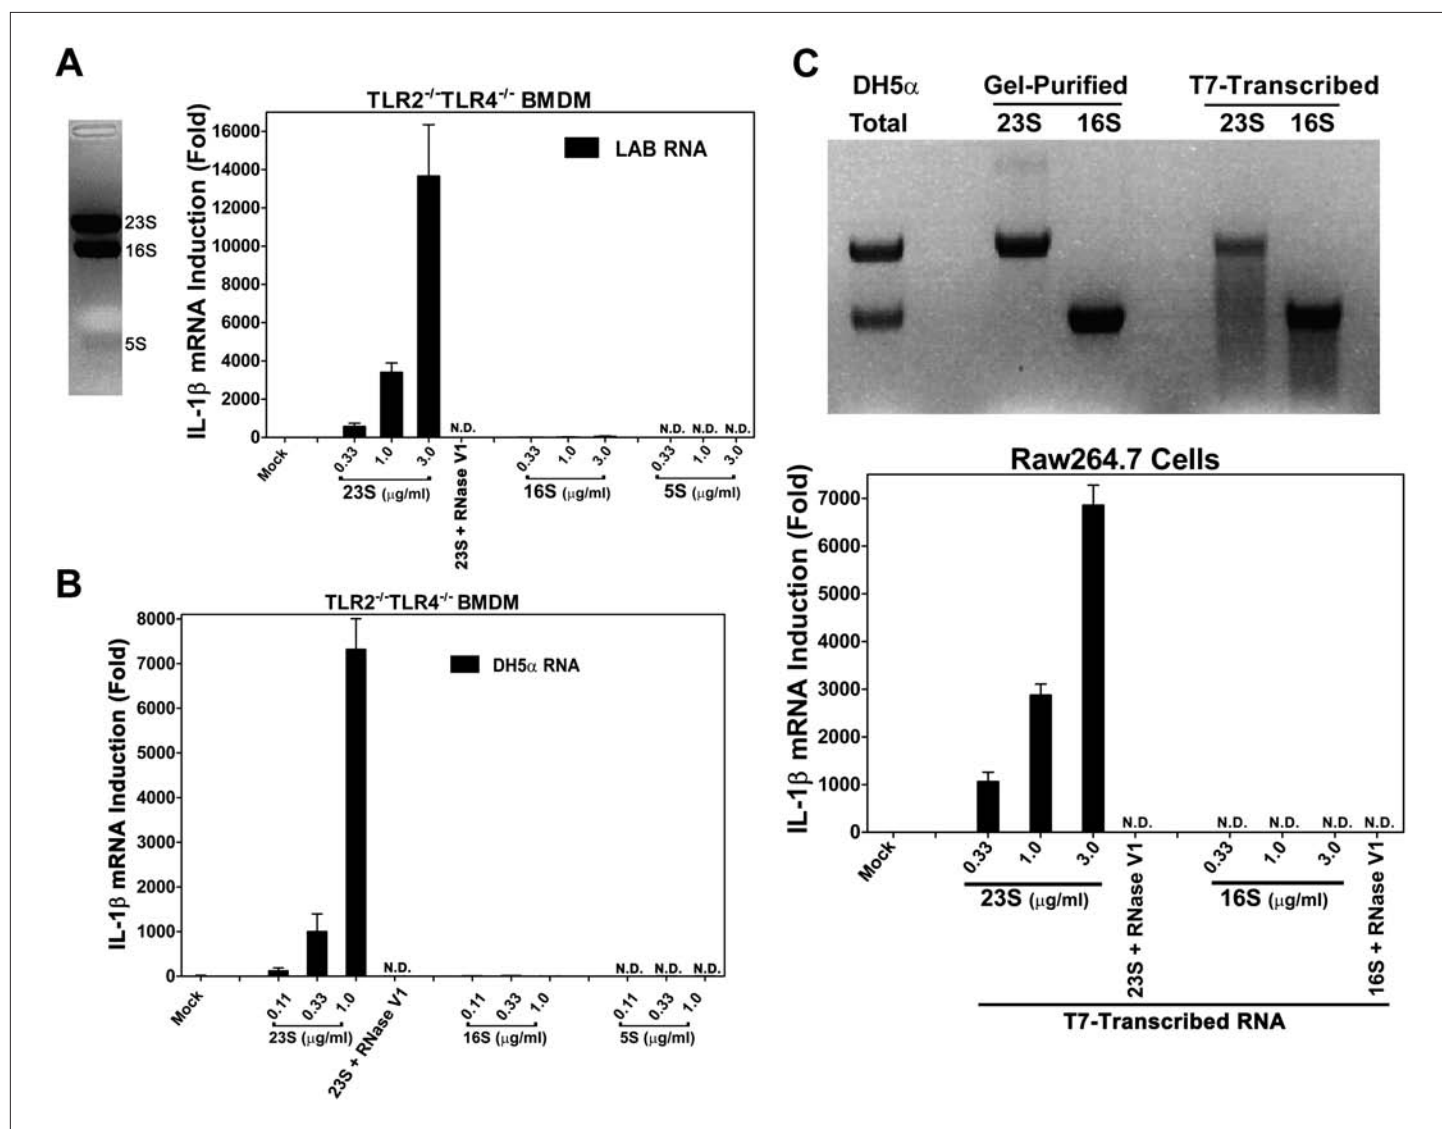 A
TLR2-/-TLR4-/- BMDM
23S
16S
5S
IL-1β mRNA Induction (Fold)
16000
14000
12000
10000
8000
6000
4000
2000
0
LAB RNA
N.D.
N.D. N.D. N.D.
Mock
0.33 1.0 3.0
23S (μg/ml)
23S + RNase V1
0.33 1.0 3.0
16S (μg/ml)
0.33 1.0 3.0
5S (μg/ml)
B
TLR2-/-TLR4-/- BMDM
IL-1β mRNA Induction (Fold)
8000
7000
6000
5000
4000
3000
2000
1000
0
DH5α RNA
N.D.
N.D. N.D. N.D.
Mock
0.11 0.33 1.0
23S (μg/ml)
23S + RNase V1
0.11 0.33 1.0
16S (μg/ml)
0.11 0.33 1.0
5S (μg/ml)
C
DH5α Gel-Purified T7-Transcribed
Total 23S 16S 23S 16S
Raw264.7 Cells
IL-1β mRNA Induction (Fold)
7000
6000
5000
4000
3000
2000
1000
0
N.D.
N.D. N.D. N.D. N.D.
Mock
0.33 1.0 3.0
23S (μg/ml)
23S + RNase V1
0.33 1.0 3.0
16S (μg/ml)
16S + RNase V1
T7-Transcribed RNA